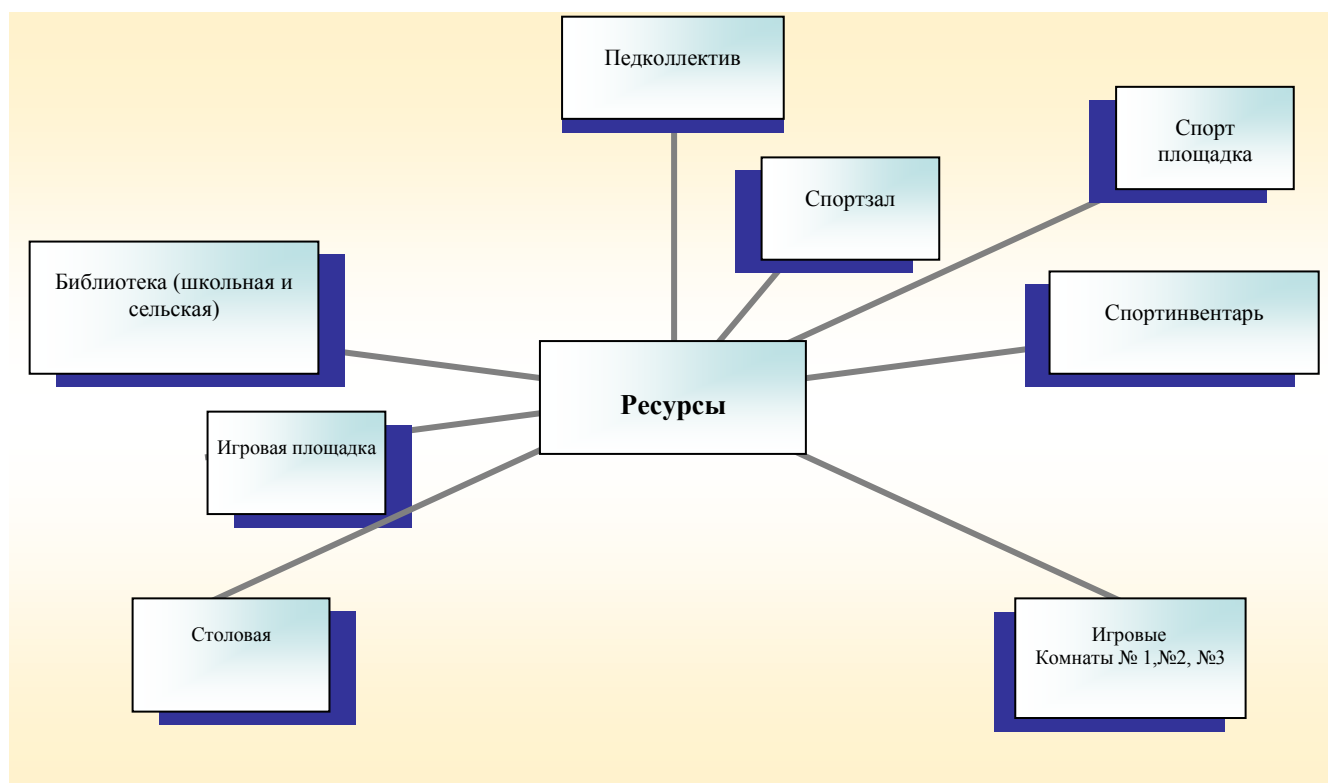 Педколлектив
Спорт
площадка
Спортзал
Библиотека (школьная и
сельская)
Спортинвентарь
Ресурсы
Игровая площадка
Столовая
Игровые
Комнаты № 1,№2, №3